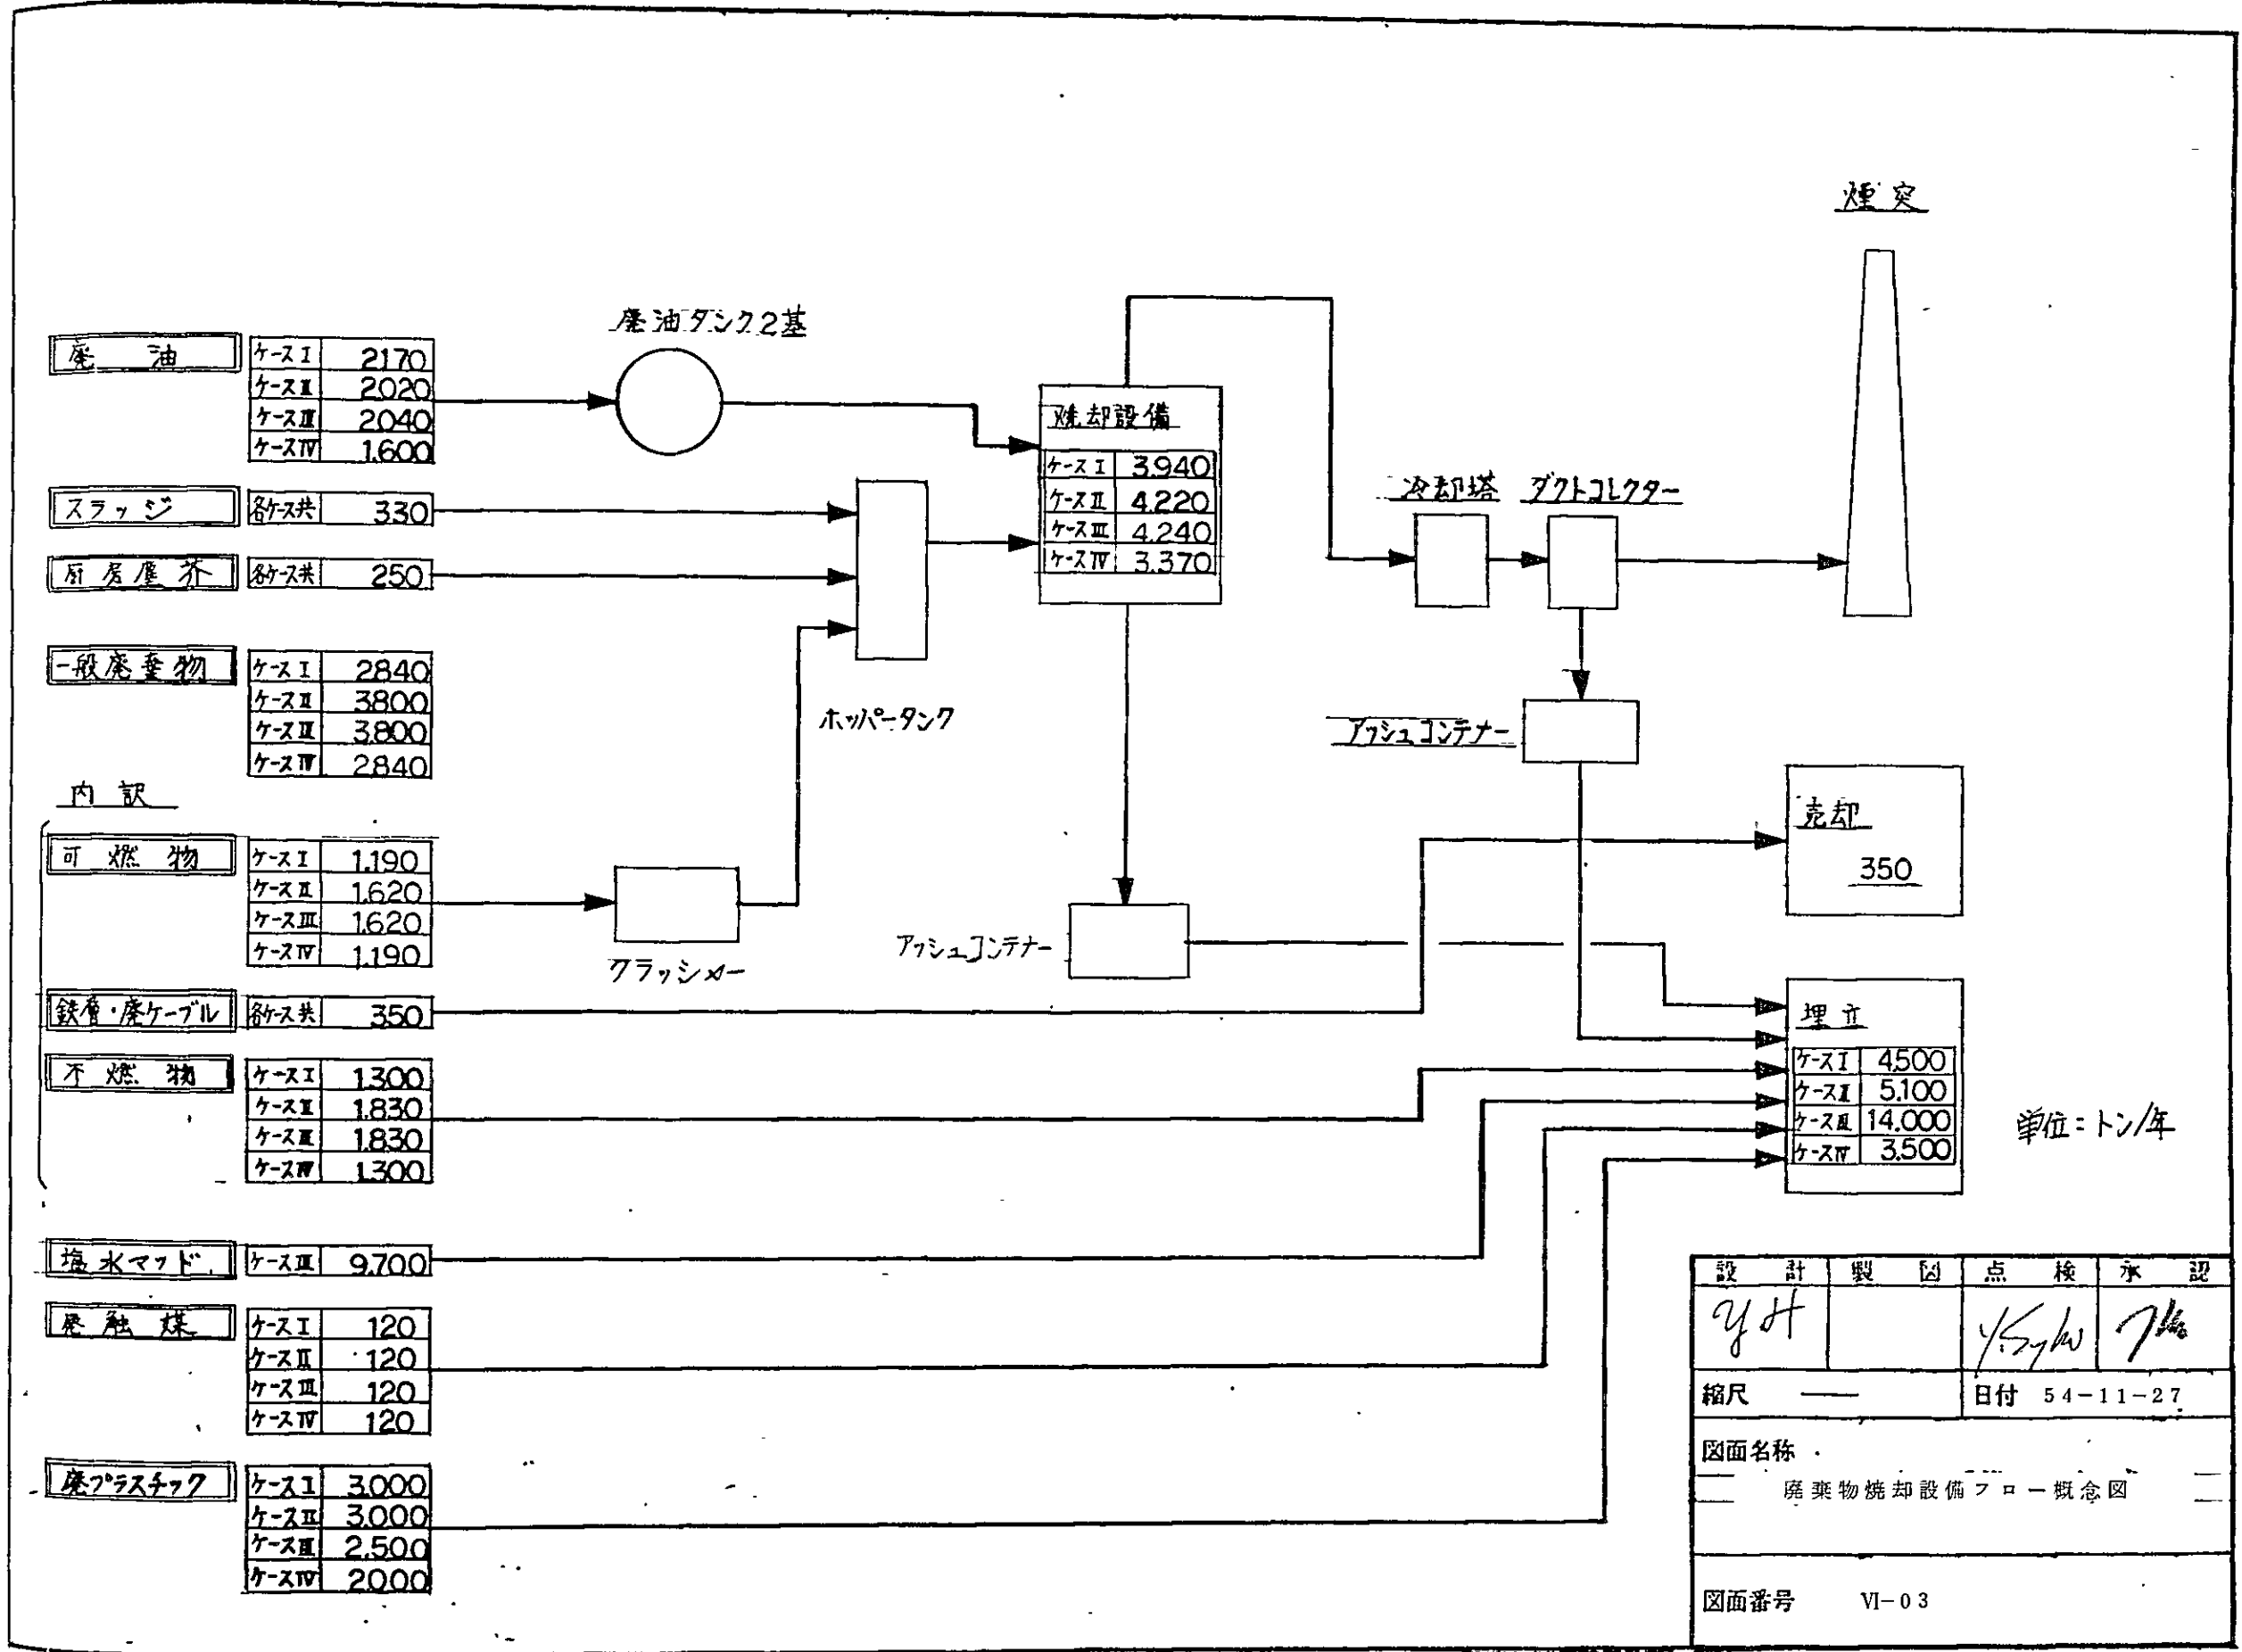 煙突
廃油タンク2基
廃油
ケースI 2170
ケースII 2020
ケースIII 2040
ケースIV 1.600
焼却設備
ケースI 3.940
ケースII 4.220
ケースIII 4.240
ケースIV 3.370
スラッジ 各ケース共 330
冷却塔 ダクトコレクター
厨房塵芥 各ケース共 250
一般廃棄物
ケースI 2840
ケースII 3800
ケースIII 3.800
ケースIV 2840
ホッパータンク
アッシュコンテナー
内訳
売却
350
可燃物
ケースI 1.190
ケースII 1.620
ケースIII 1.620
ケースIV 1.190
クラッシャー
アッシュコンテナー
鉄屑・廃ケーブル 各ケース共 350
埋立
ケースI 4.500
ケースII 5.100
ケースIII 14.000
ケースIV 3.500
不燃物
ケースI 1.300
ケースII 1.830
ケースIII 1.830
ケースIV 1.300
単位:トン/年
塩水マッド ケースIII 9.700
廃触媒
ケースI 120
ケースII 120
ケースIII 120
ケースIV 120
廃プラスチック
ケースI 3.000
ケースII 3.000
ケースIII 2.500
ケースIV 2000
設計 製図 点検 承認
YH
縮尺 ― 日付 54-11-27
図面名称
廃棄物焼却設備フロー概念図
図面番号 VI-03